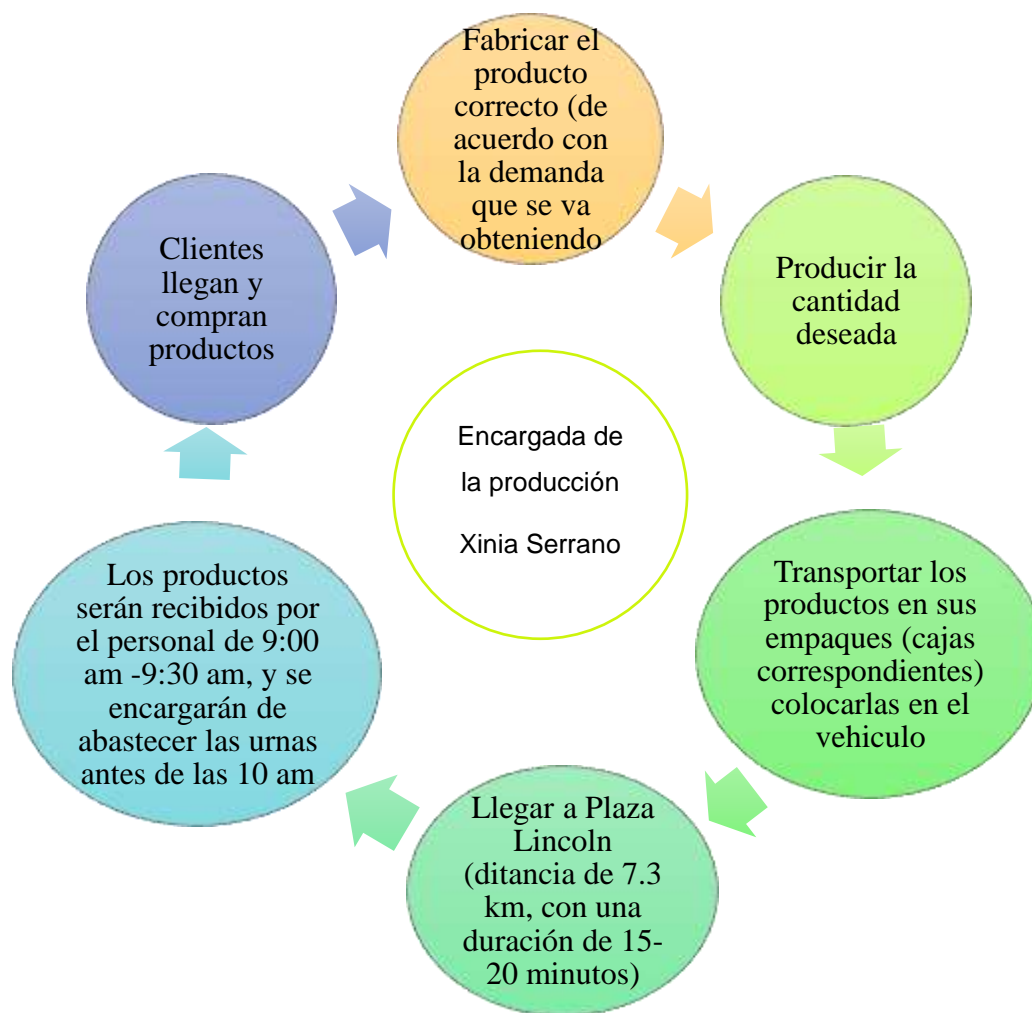 Fabricar el
producto
correcto (de
acuerdo con
la demanda
que se va
obteniendo
Producir la
cantidad
deseada
Transportar los
productos en sus
empaques (cajas
correspondientes)
colocarlas en el
vehiculo
Llegar a Plaza
Lincoln
(ditancia de 7.3
km, con una
duración de 15-
20 minutos)
Los productos
serán recibidos por
el personal de 9:00
am -9:30 am, y se
encargarán de
abastecer las urnas
antes de las 10 am
Clientes
llegan y
compran
productos
Encargada de
la producción
Xinia Serrano